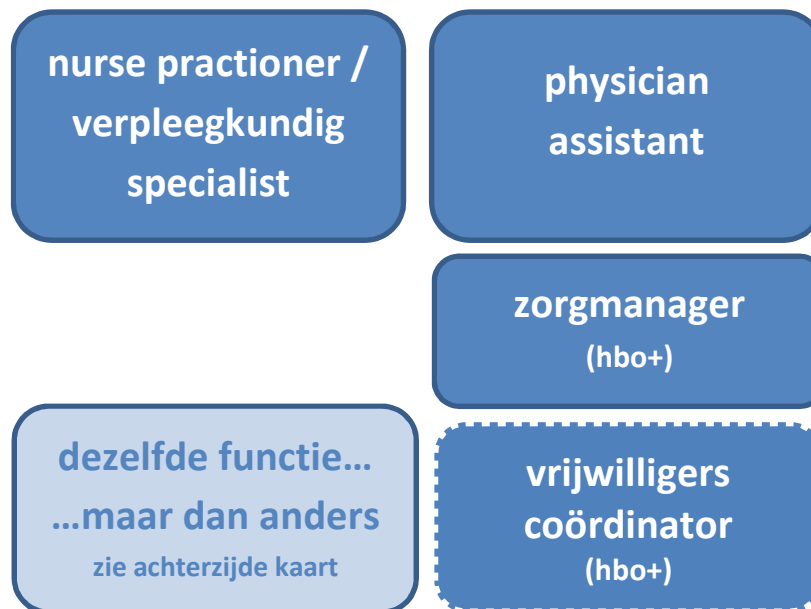 nurse practioner /
verpleegkundig
specialist
physician
assistant
zorgmanager
(hbo+)
dezelfde functie...
...maar dan anders
zie achterzijde kaart
vrijwilligers
coördinator
(hbo+)